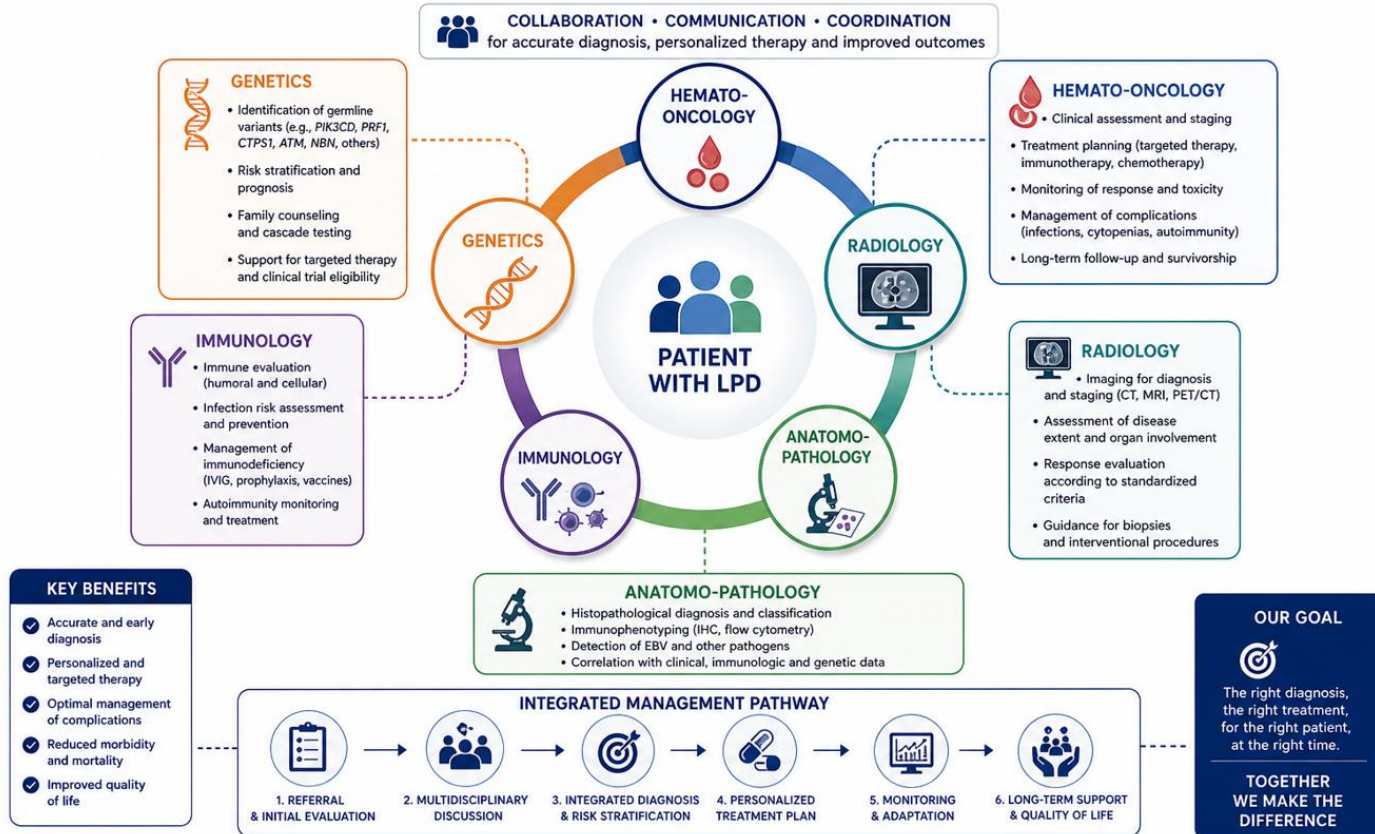 COLLABORATION • COMMUNICATION • COORDINATION
for accurate diagnosis, personalized therapy and improved outcomes
GENETICS
• Identification of germline
variants (e.g., PIK3CD, PRF1,
CTPS1, ATM, NBN, others)
• Risk stratification and
prognosis
• Family counseling
and cascade testing
• Support for targeted therapy
and clinical trial eligibility
HEMATO-
ONCOLOGY
HEMATO-ONCOLOGY
• Clinical assessment and staging
• Treatment planning (targeted therapy,
immunotherapy, chemotherapy)
• Monitoring of response and toxicity
• Management of complications
(infections, cytopenias, autoimmunity)
• Long-term follow-up and survivorship
GENETICS
RADIOLOGY
PATIENT
WITH LPD
IMMUNOLOGY
• Immune evaluation
(humoral and cellular)
• Infection risk assessment
and prevention
• Management of
immunodeficiency
(IVIG, prophylaxis, vaccines)
• Autoimmunity monitoring
and treatment
RADIOLOGY
• Imaging for diagnosis
and staging (CT, MRI, PET/CT)
• Assessment of disease
extent and organ involvement
• Response evaluation
according to standardized
criteria
• Guidance for biopsies
and interventional procedures
IMMUNOLOGY
ANATOMO-
PATHOLOGY
ANATOMO-PATHOLOGY
• Histopathological diagnosis and classification
• Immunophenotyping (IHC, flow cytometry)
• Detection of EBV and other pathogens
• Correlation with clinical, immunologic and genetic data
KEY BENEFITS
Accurate and early
diagnosis
Personalized and
targeted therapy
Optimal management
of complications
Reduced morbidity
and mortality
Improved quality
of life
INTEGRATED MANAGEMENT PATHWAY
1. REFERRAL
& INITIAL EVALUATION
2. MULTIDISCIPLINARY
DISCUSSION
3. INTEGRATED DIAGNOSIS
& RISK STRATIFICATION
4. PERSONALIZED
TREATMENT PLAN
5. MONITORING
& ADAPTATION
6. LONG-TERM SUPPORT
& QUALITY OF LIFE
OUR GOAL
The right diagnosis,
the right treatment,
for the right patient,
at the right time.
TOGETHER
WE MAKE THE
DIFFERENCE